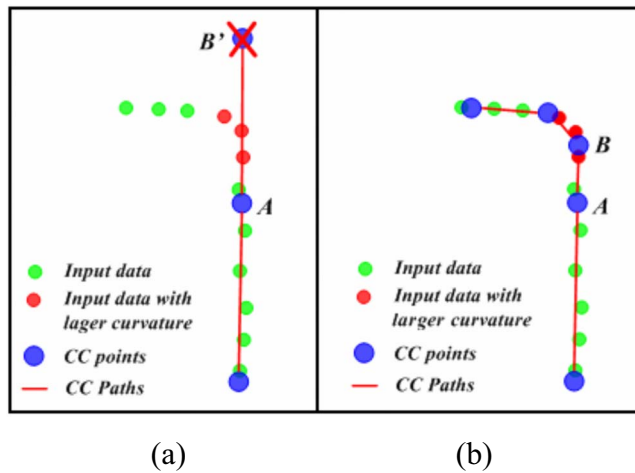 B’
A
Input data
Input data with
lager curvature
CC points
CC Paths
(a)
B
A
Input data
Input data with
larger curvature
CC points
CC Paths
(b)